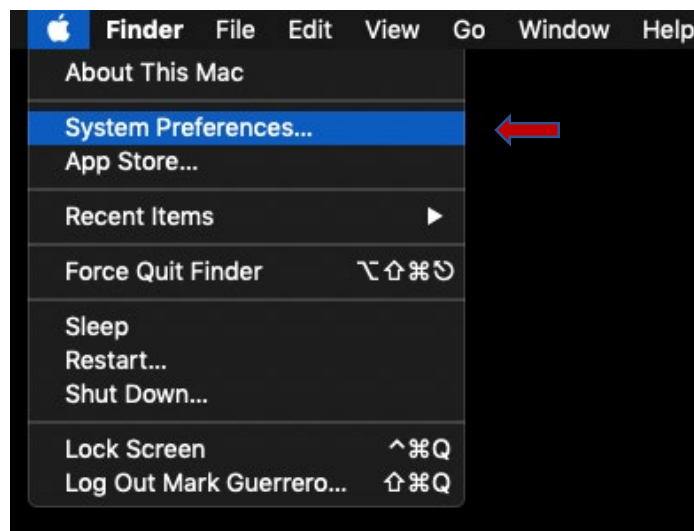 Finder File Edit View Go Window Help
About This Mac
System Preferences...
App Store...
Recent Items ▶
Force Quit Finder ⌥⇧⌘⎋
Sleep
Restart...
Shut Down...
Lock Screen ^⌘Q
Log Out Mark Guerrero... ⇧⌘Q